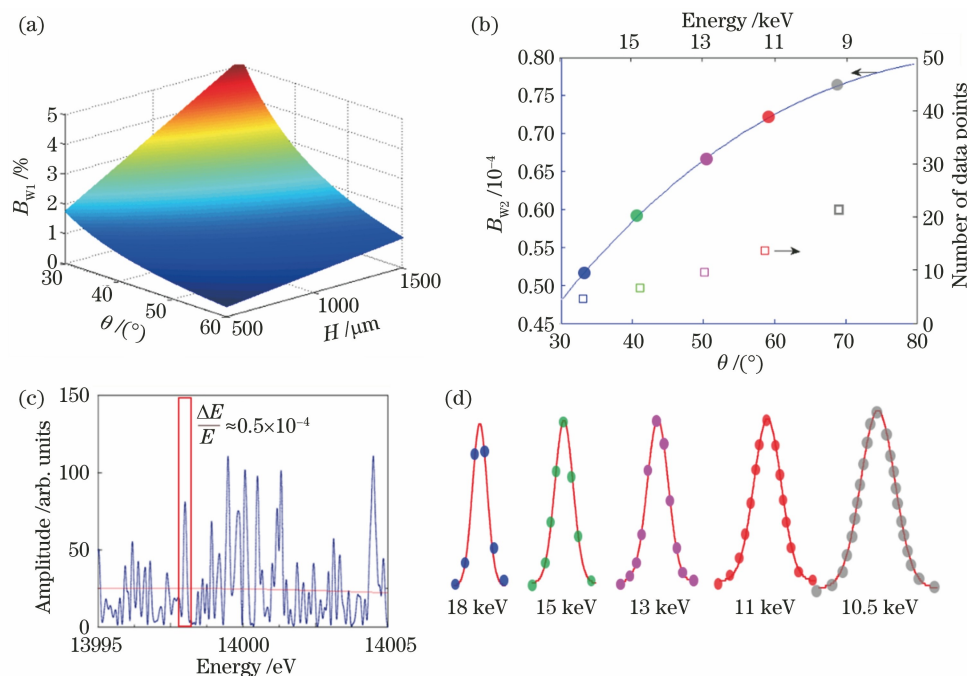 (a)
B_W1 /%
5
4
3
2
1
0
30
40
50
60
θ /(°)
500
1000
1500
H /μm
(b)
Energy /keV
15
13
11
9
B_W2 /10⁻⁴
0.80
0.75
0.70
0.65
0.60
0.55
0.50
0.45
30
40
50
60
70
80
θ /(°)
50
40
30
20
10
0
Number of data points
(c)
Amplitude /arb. units
150
100
50
0
ΔE/E ≈0.5×10⁻⁴
13995
14000
14005
Energy /eV
(d)
18 keV
15 keV
13 keV
11 keV
10.5 keV